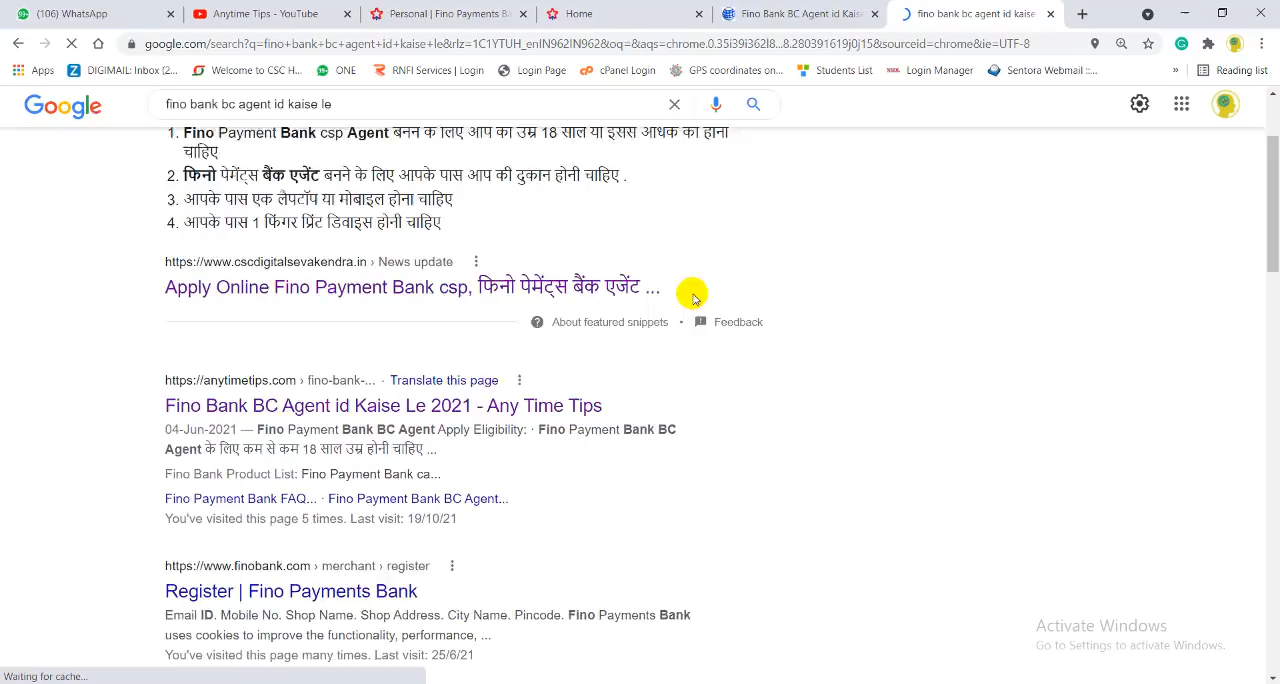 WhatsApp
Anytime Tips - YouTube
Personal | Fino Payments Ba
Home
Fino Bank BC Agent id Kaise
fino bank bc agent id kaise
google.com/search?q=fino+bank+bc+agent+id+kaise+le&rlz=1C1YTUH_enIN962IN962&oq=&aqs=chrome.0.35i39i362l8...8.280391619j0j15&sourceid=chrome&ie=UTF-8
Apps
DIGIMAIL: Inbox (2...
Welcome to CSC H...
ONE
RNFI Services | Login
Login Page
cPanel Login
GPS coordinates on...
Students List
Login Manager
Sentora Webmail ::...
»
Reading list
Google
fino bank bc agent id kaise le
1. Fino Payment Bank csp Agent बनने के लिए आप की उम्र 18 साल या इससे अधिक की होनी
चाहिए
2. फिनो पेमेंट्स बैंक एजेंट बनने के लिए आपके पास आप की दुकान होनी चाहिए .
3. आपके पास एक लैपटॉप या मोबाइल होना चाहिए
4. आपके पास 1 फिंगर प्रिंट डिवाइस होनी चाहिए
https://www.cscdigitalsevakendra.in › News update
Apply Online Fino Payment Bank csp, फिनो पेमेंट्स बैंक एजेंट ...
About featured snippets • Feedback
https://anytimetips.com › fino-bank-... · Translate this page
Fino Bank BC Agent id Kaise Le 2021 - Any Time Tips
04-Jun-2021 — Fino Payment Bank BC Agent Apply Eligibility: · Fino Payment Bank BC
Agent के लिए कम से कम 18 साल उम्र होनी चाहिए ...
Fino Bank Product List: Fino Payment Bank ca...
Fino Payment Bank FAQ... · Fino Payment Bank BC Agent...
You've visited this page 5 times. Last visit: 19/10/21
https://www.finobank.com › merchant › register
Register | Fino Payments Bank
Email ID. Mobile No. Shop Name. Shop Address. City Name. Pincode. Fino Payments Bank
uses cookies to improve the functionality, performance, ...
You've visited this page many times. Last visit: 19/10/21
Activate Windows
Go to Settings to activate Windows.
Waiting for cache...